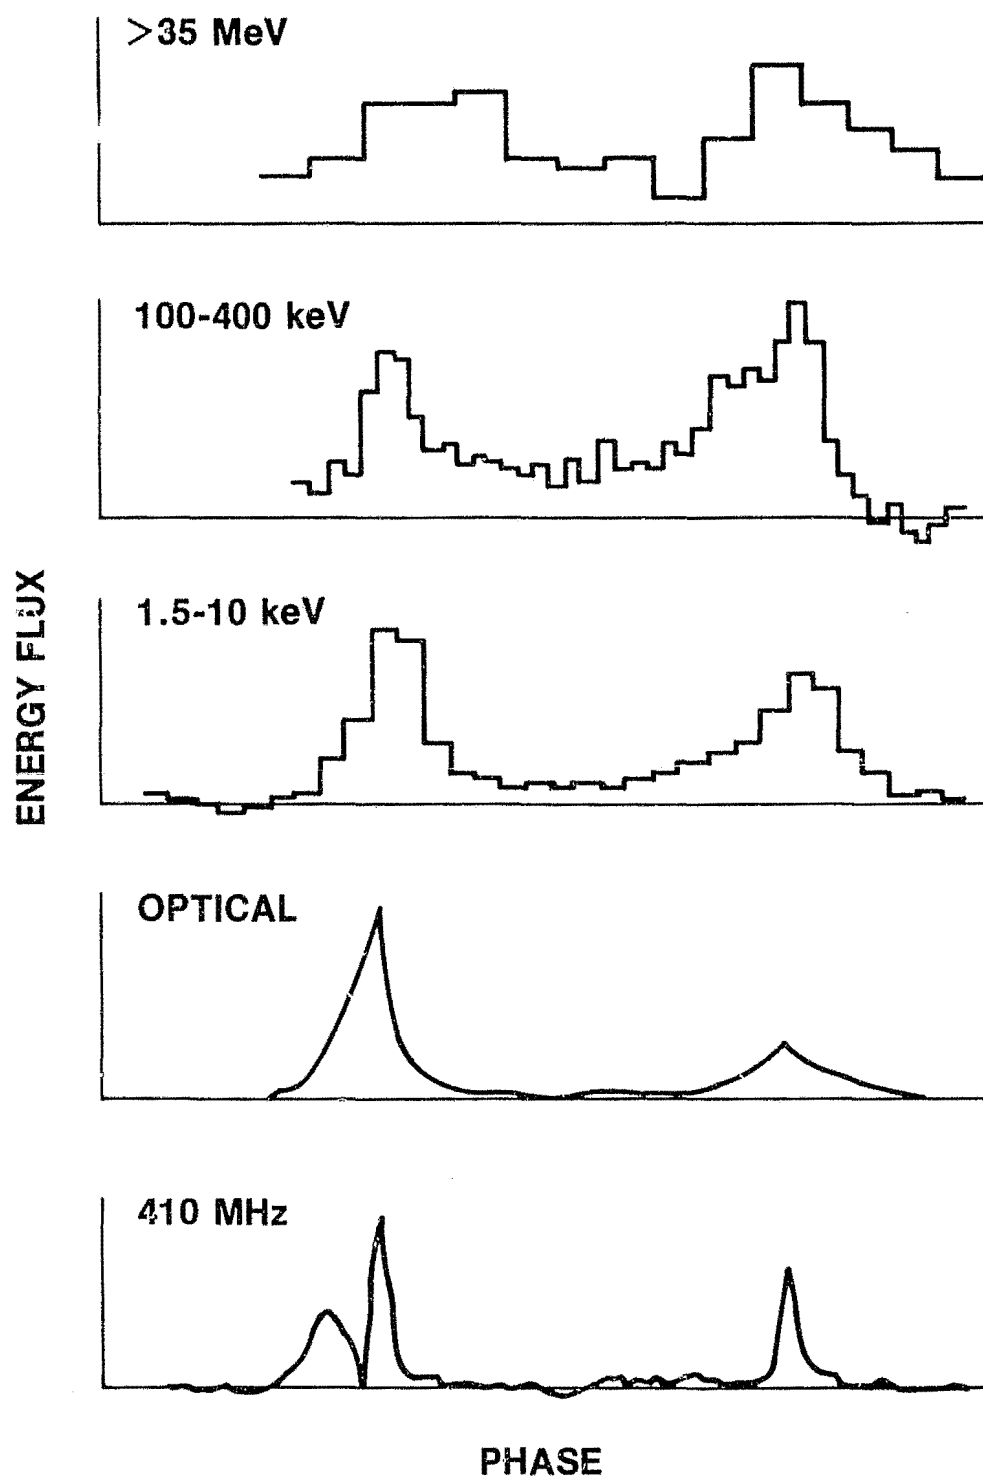 >35 MeV
100-400 keV
ENERGY FLUX
1.5-10 keV
OPTICAL
410 MHz
PHASE